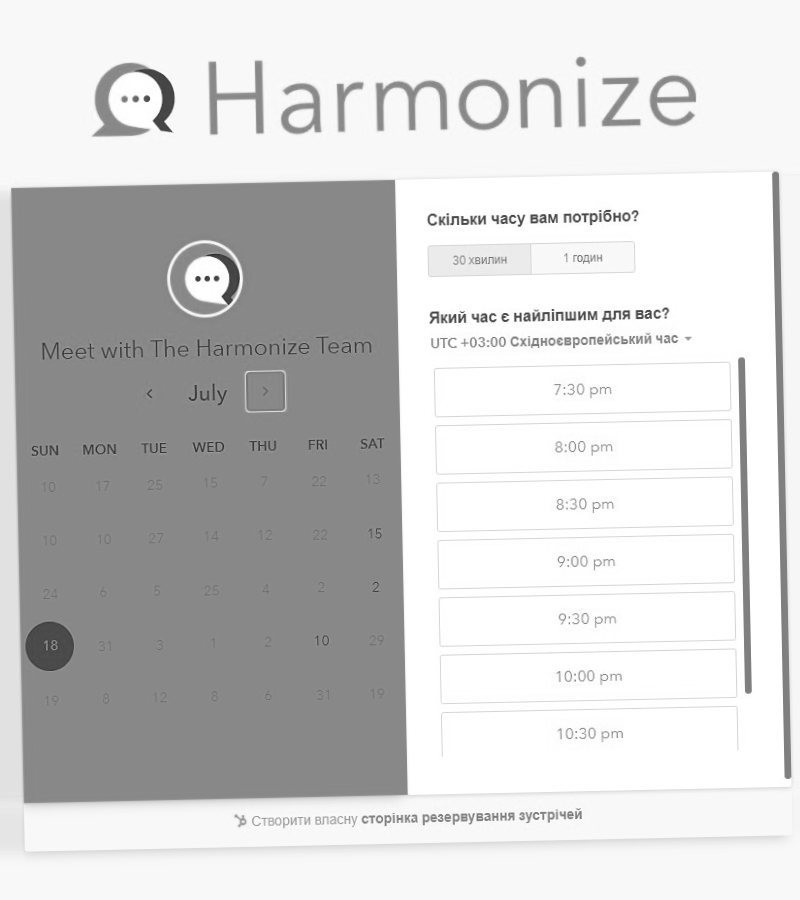 Harmonize
Meet with The Harmonize Team
July
SUN MON TUE WED THU FRI SAT
10 17 25 15 7 22 13
10 10 27 14 12 22 15
24 6 5 25 4 2 2
18 31 3 1 2 10 29
19 8 12 8 6 31 19
Скільки часу вам потрібно?
30 хвилин 1 годин
Який час є найліпшим для вас?
UTC +03:00 Східноєвропейський час
7:30 pm
8:00 pm
8:30 pm
9:00 pm
9:30 pm
10:00 pm
10:30 pm
Створити власну сторінка резервування зустрічей